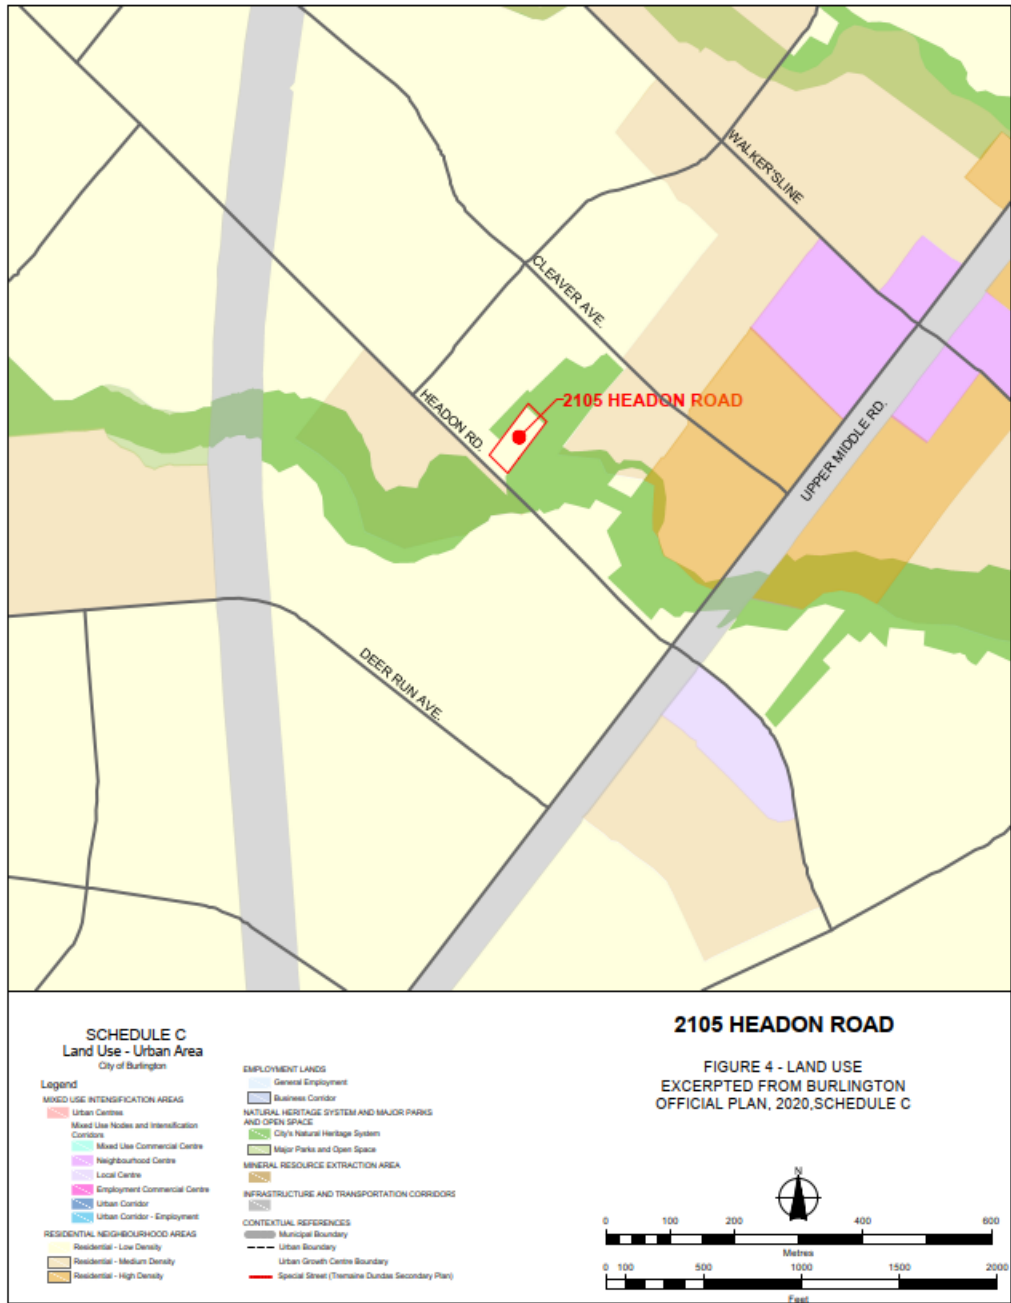 WALKER'SLINE
CLEAVER AVE.
2105 HEADON ROAD
HEADON RD.
UPPER MIDDLE RD.
DEER RUN AVE.
SCHEDULE C
Land Use - Urban Area
City of Burlington
Legend
MIXED USE INTENSIFICATION AREAS
Urban Centres
Mixed Use Nodes and Intensification
Corridors
Mixed Use Commercial Centre
Neighbourhood Centre
Local Centre
Employment Commercial Centre
Urban Corridor
Urban Corridor - Employment
RESIDENTIAL NEIGHBOURHOOD AREAS
Residential - Low Density
Residential - Medium Density
Residential - High Density
EMPLOYMENT LANDS
General Employment
Business Corridor
NATURAL HERITAGE SYSTEM AND MAJOR PARKS
AND OPEN SPACE
City's Natural Heritage System
Major Parks and Open Space
MINERAL RESOURCE EXTRACTION AREA
INFRASTRUCTURE AND TRANSPORTATION CORRIDORS
CONTEXTUAL REFERENCES
Municipal Boundary
Urban Boundary
Urban Growth Centre Boundary
Special Street (Tremaine Dundas Secondary Plan)
2105 HEADON ROAD
FIGURE 4 - LAND USE
EXCERPTED FROM BURLINGTON
OFFICIAL PLAN, 2020,SCHEDULE C
N
0 100 200 400 600
Metres
0 100 500 1000 1500 2000
Feet